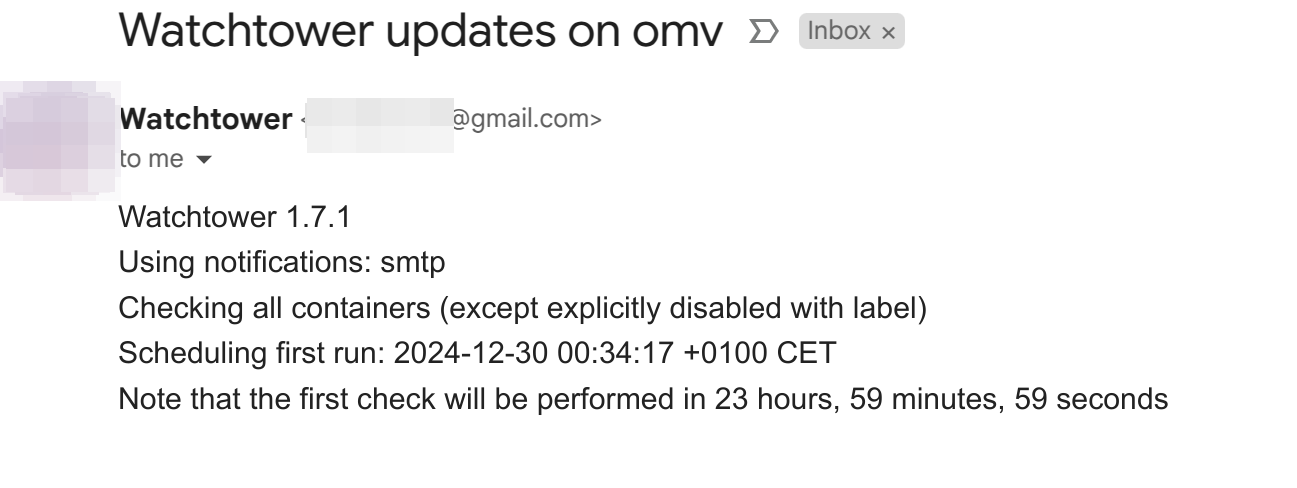 Watchtower updates on omv Inbox ×
Watchtower < @gmail.com>
to me
Watchtower 1.7.1
Using notifications: smtp
Checking all containers (except explicitly disabled with label)
Scheduling first run: 2024-12-30 00:34:17 +0100 CET
Note that the first check will be performed in 23 hours, 59 minutes, 59 seconds